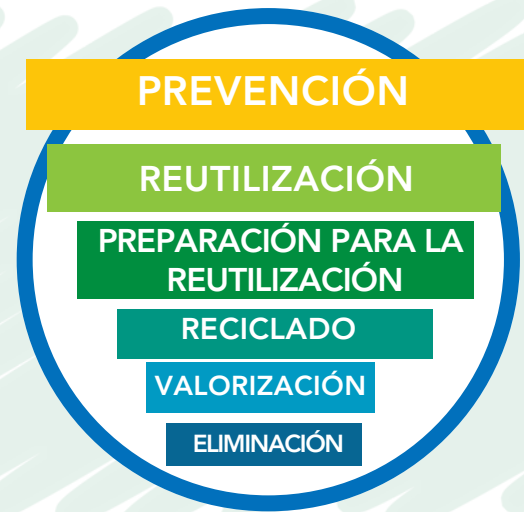 PREVENCIÓN
REUTILIZACIÓN
PREPARACIÓN PARA LA
REUTILIZACIÓN
RECICLADO
VALORIZACIÓN
ELIMINACIÓN